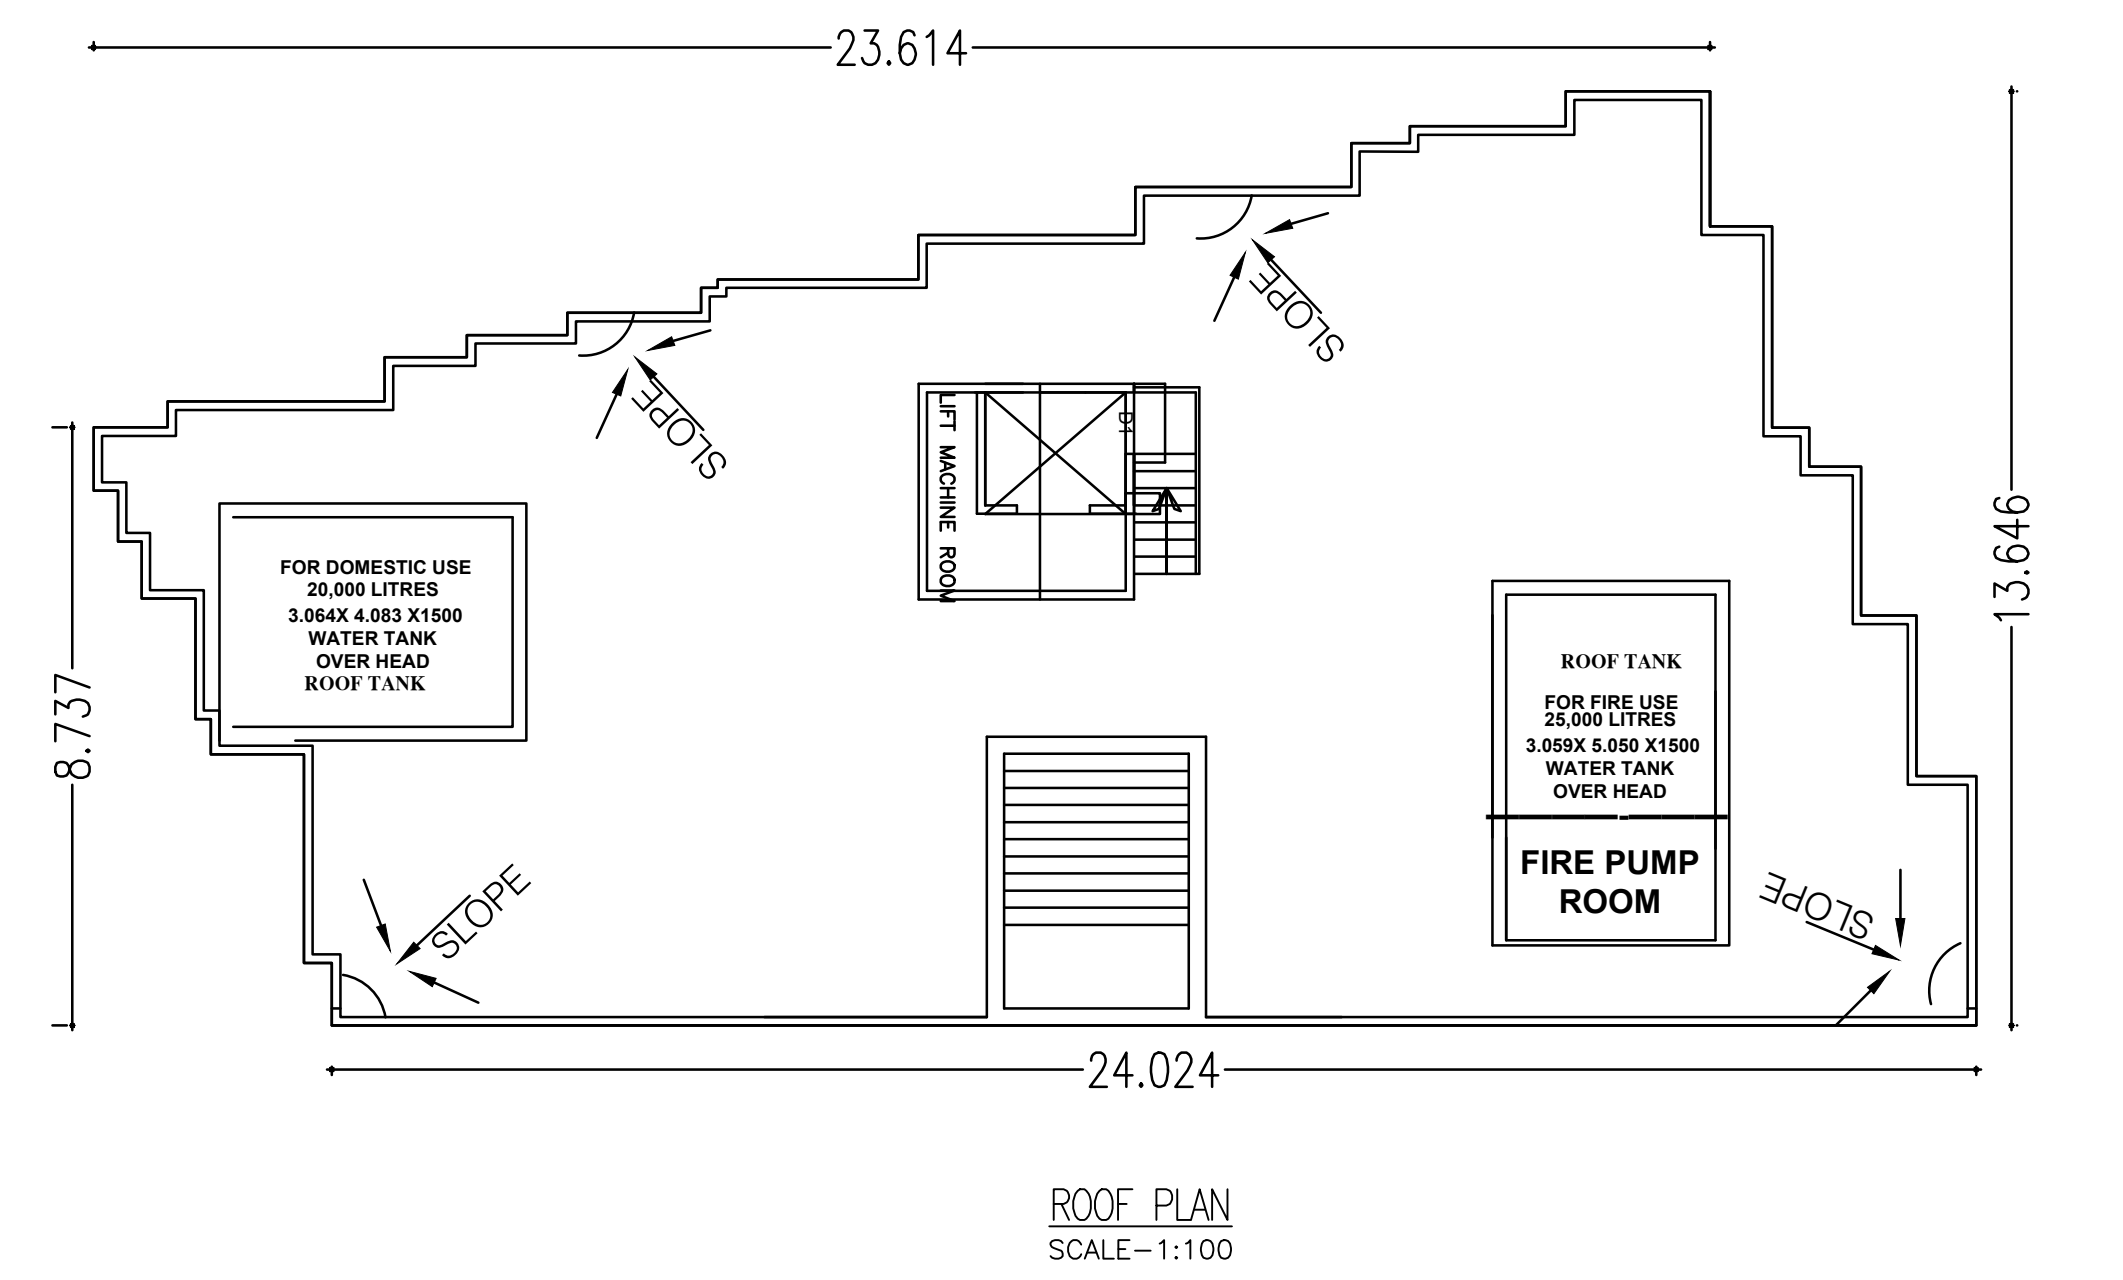 23.614
SLOPE
SLOPE
LIFT MACHINE ROOM
D1
8.737
13.646
FOR DOMESTIC USE
20,000 LITRES
3.064X 4.083 X1500
WATER TANK
OVER HEAD
ROOF TANK
ROOF TANK
FOR FIRE USE
25,000 LITRES
3.059X 5.050 X1500
WATER TANK
OVER HEAD
FIRE PUMP
ROOM
SLOPE
SLOPE
24.024
ROOF PLAN
SCALE-1:100